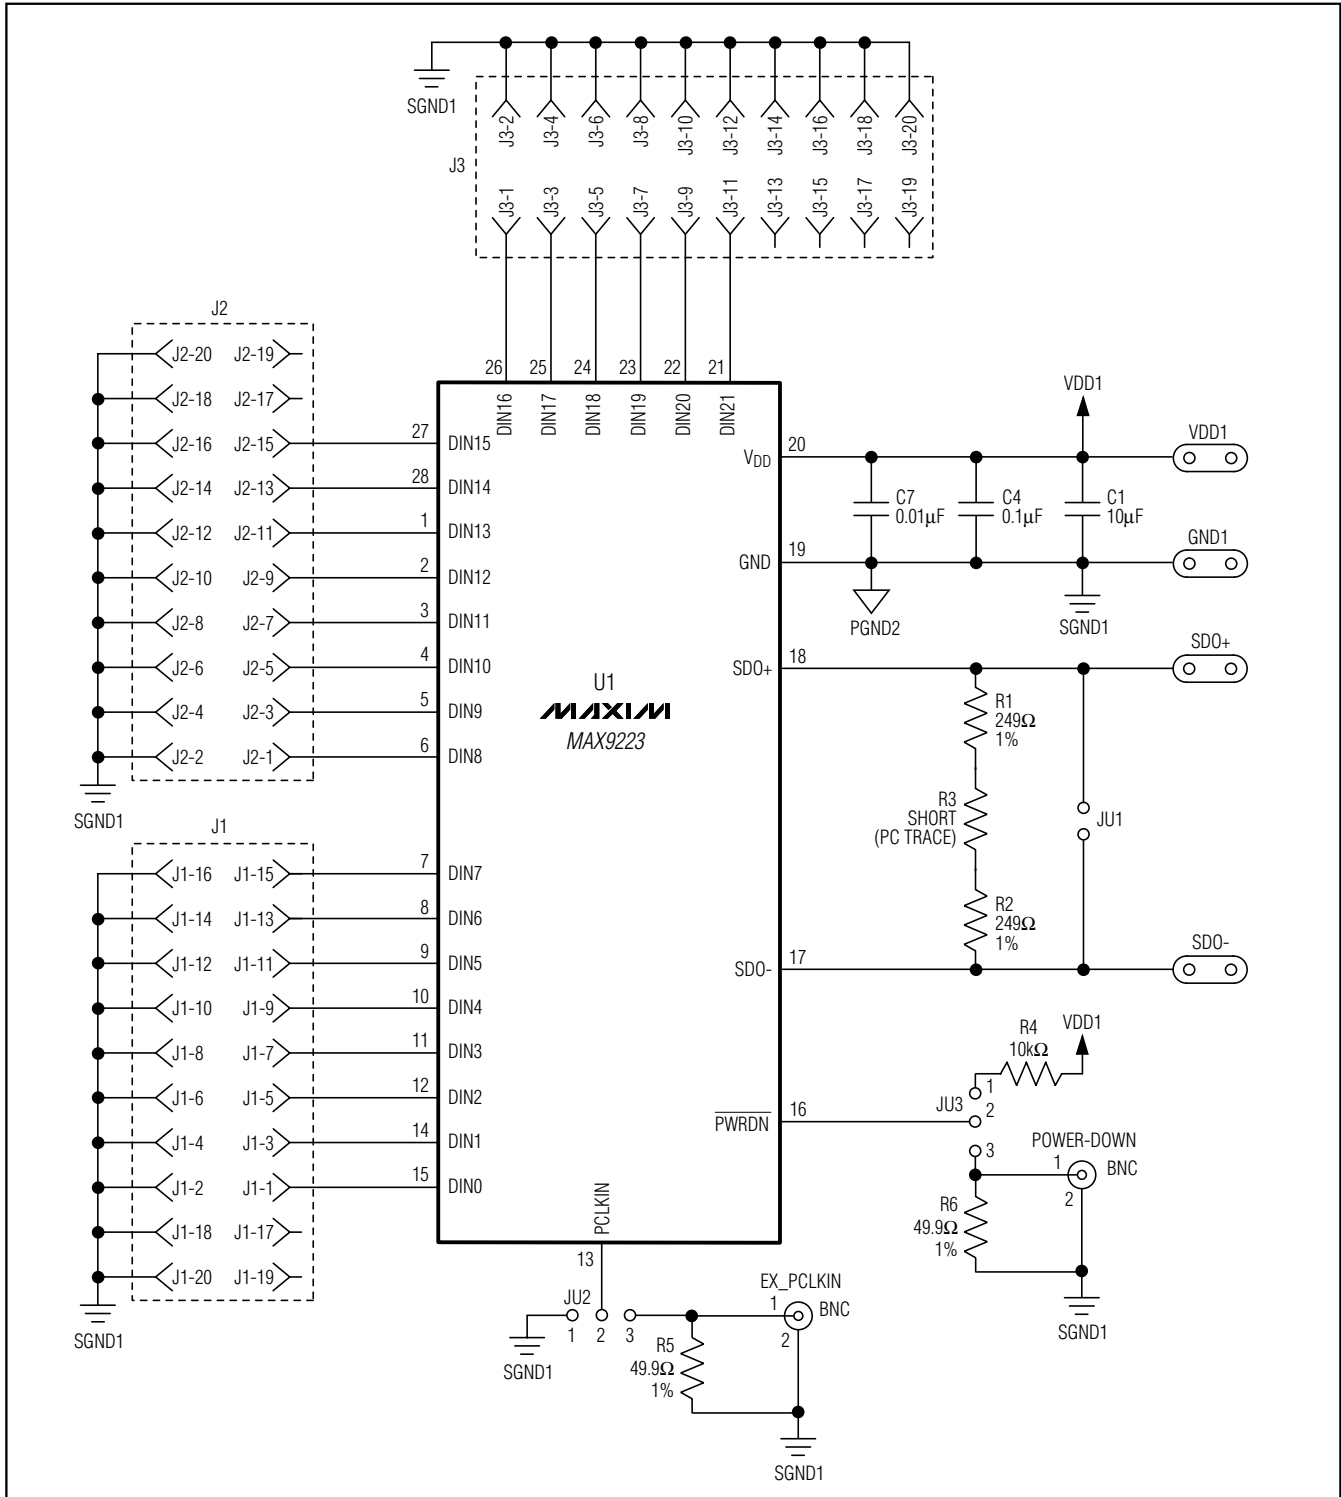 SGND1
J3
J3-2
J3-4
J3-6
J3-8
J3-10
J3-12
J3-14
J3-16
J3-18
J3-20
J3-1
J3-3
J3-5
J3-7
J3-9
J3-11
J3-13
J3-15
J3-17
J3-19
26 25 24 23 22 21
DIN16
DIN17
DIN18
DIN19
DIN20
DIN21
J2
J2-20 J2-19
J2-18 J2-17
J2-16 J2-15 27 DIN15
J2-14 J2-13 28 DIN14
J2-12 J2-11 1 DIN13
J2-10 J2-9 2 DIN12
J2-8 J2-7 3 DIN11
J2-6 J2-5 4 DIN10
J2-4 J2-3 5 DIN9
J2-2 J2-1 6 DIN8
SGND1
J1
J1-16 J1-15 7 DIN7
J1-14 J1-13 8 DIN6
J1-12 J1-11 9 DIN5
J1-10 J1-9 10 DIN4
J1-8 J1-7 11 DIN3
J1-6 J1-5 12 DIN2
J1-4 J1-3 14 DIN1
J1-2 J1-1 15 DIN0
J1-18 J1-17
J1-20 J1-19
SGND1
U1
MAXIM
MAX9223
VDD1
VDD 20
VDD1
C7
0.01µF
C4
0.1µF
C1
10µF
GND 19
GND1
PGND2
SGND1
SDO+ 18
SDO+
R1
249Ω
1%
R3
SHORT
(PC TRACE)
JU1
R2
249Ω
1%
SDO- 17
SDO-
R4
10kΩ
VDD1
PWRDN 16
JU3
1
2
3
POWER-DOWN
1
BNC
2
R6
49.9Ω
1%
SGND1
PCLKIN
13
JU2
1 2 3
SGND1
EX_PCLKIN
1
BNC
2
R5
49.9Ω
1%
SGND1